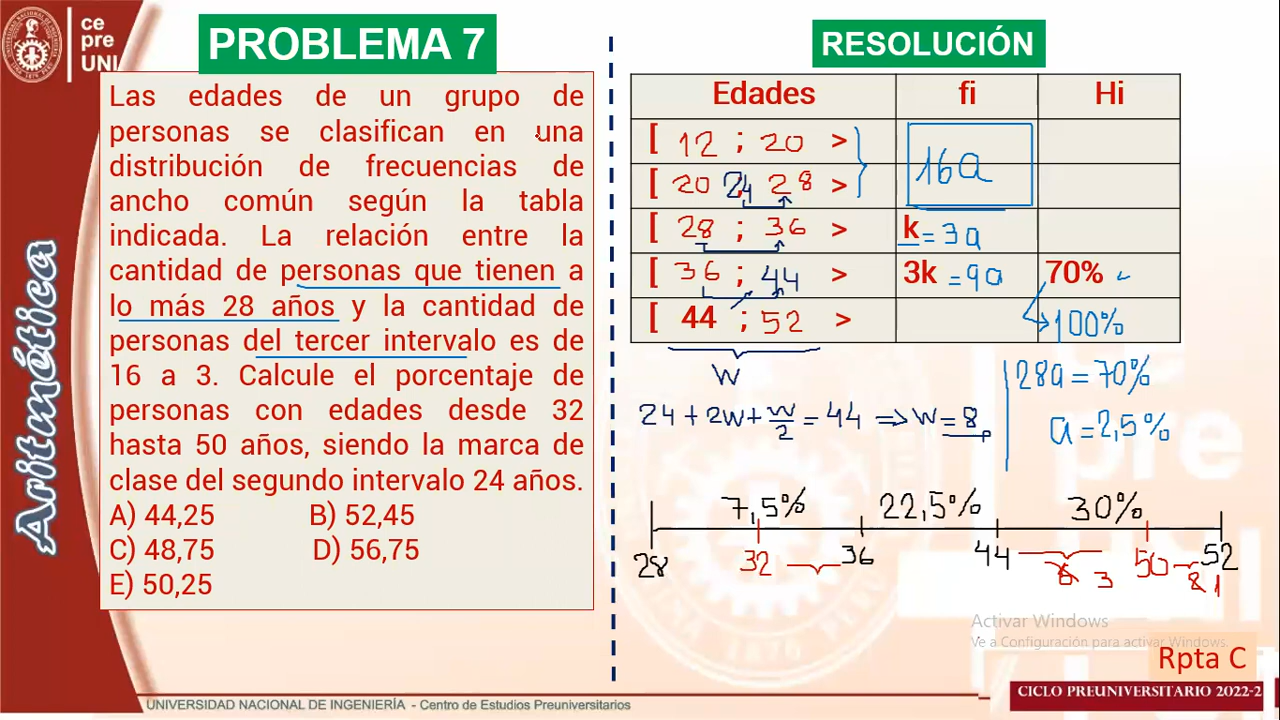 ce
pre
UNI
PROBLEMA 7
Las edades de un grupo de
personas se clasifican en una
distribución de frecuencias de
ancho común según la tabla
indicada. La relación entre la
cantidad de personas que tienen a
lo más 28 años y la cantidad de
personas del tercer intervalo es de
16 a 3. Calcule el porcentaje de
personas con edades desde 32
hasta 50 años, siendo la marca de
clase del segundo intervalo 24 años.
A) 44,25 B) 52,45
C) 48,75 D) 56,75
E) 50,25
Aritmética
RESOLUCIÓN
Edades fi Hi
[ 12 ; 20 >
16a
[ 20 24 28 >
[ 28 ; 36 > k = 3a
[ 36 ; 44 > 3k = 9a 70%
[ 44 ; 52 > 100%
W
24 + 2w + w/2 = 44 ⇒ w = 8
28a = 70%
a = 2,5%
7,5% 22,5% 30%
28 32 36 44 50 52
6 3 2 1
Activar Windows
Ve a Configuración para activar Windows.
Rpta C
UNIVERSIDAD NACIONAL DE INGENIERÍA - Centro de Estudios Preuniversitarios
CICLO PREUNIVERSITARIO 2022-2